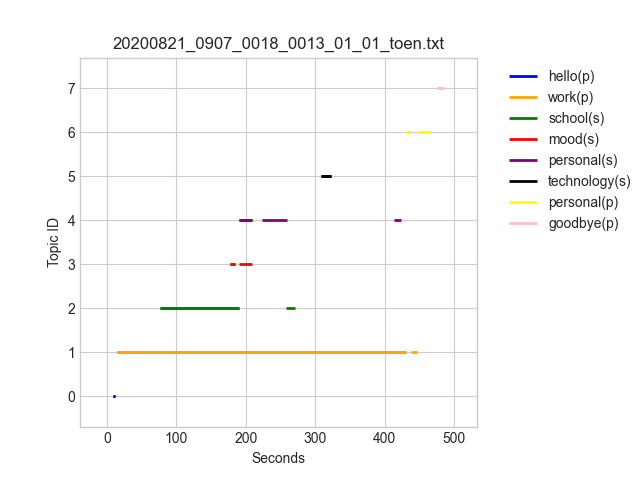 20200821_0907_0018_0013_01_01_toen.txt
hello(p)
work(p)
school(s)
mood(s)
personal(s)
technology(s)
personal(p)
goodbye(p)
Topic ID
7
6
5
4
3
2
1
0
0 100 200 300 400 500
Seconds